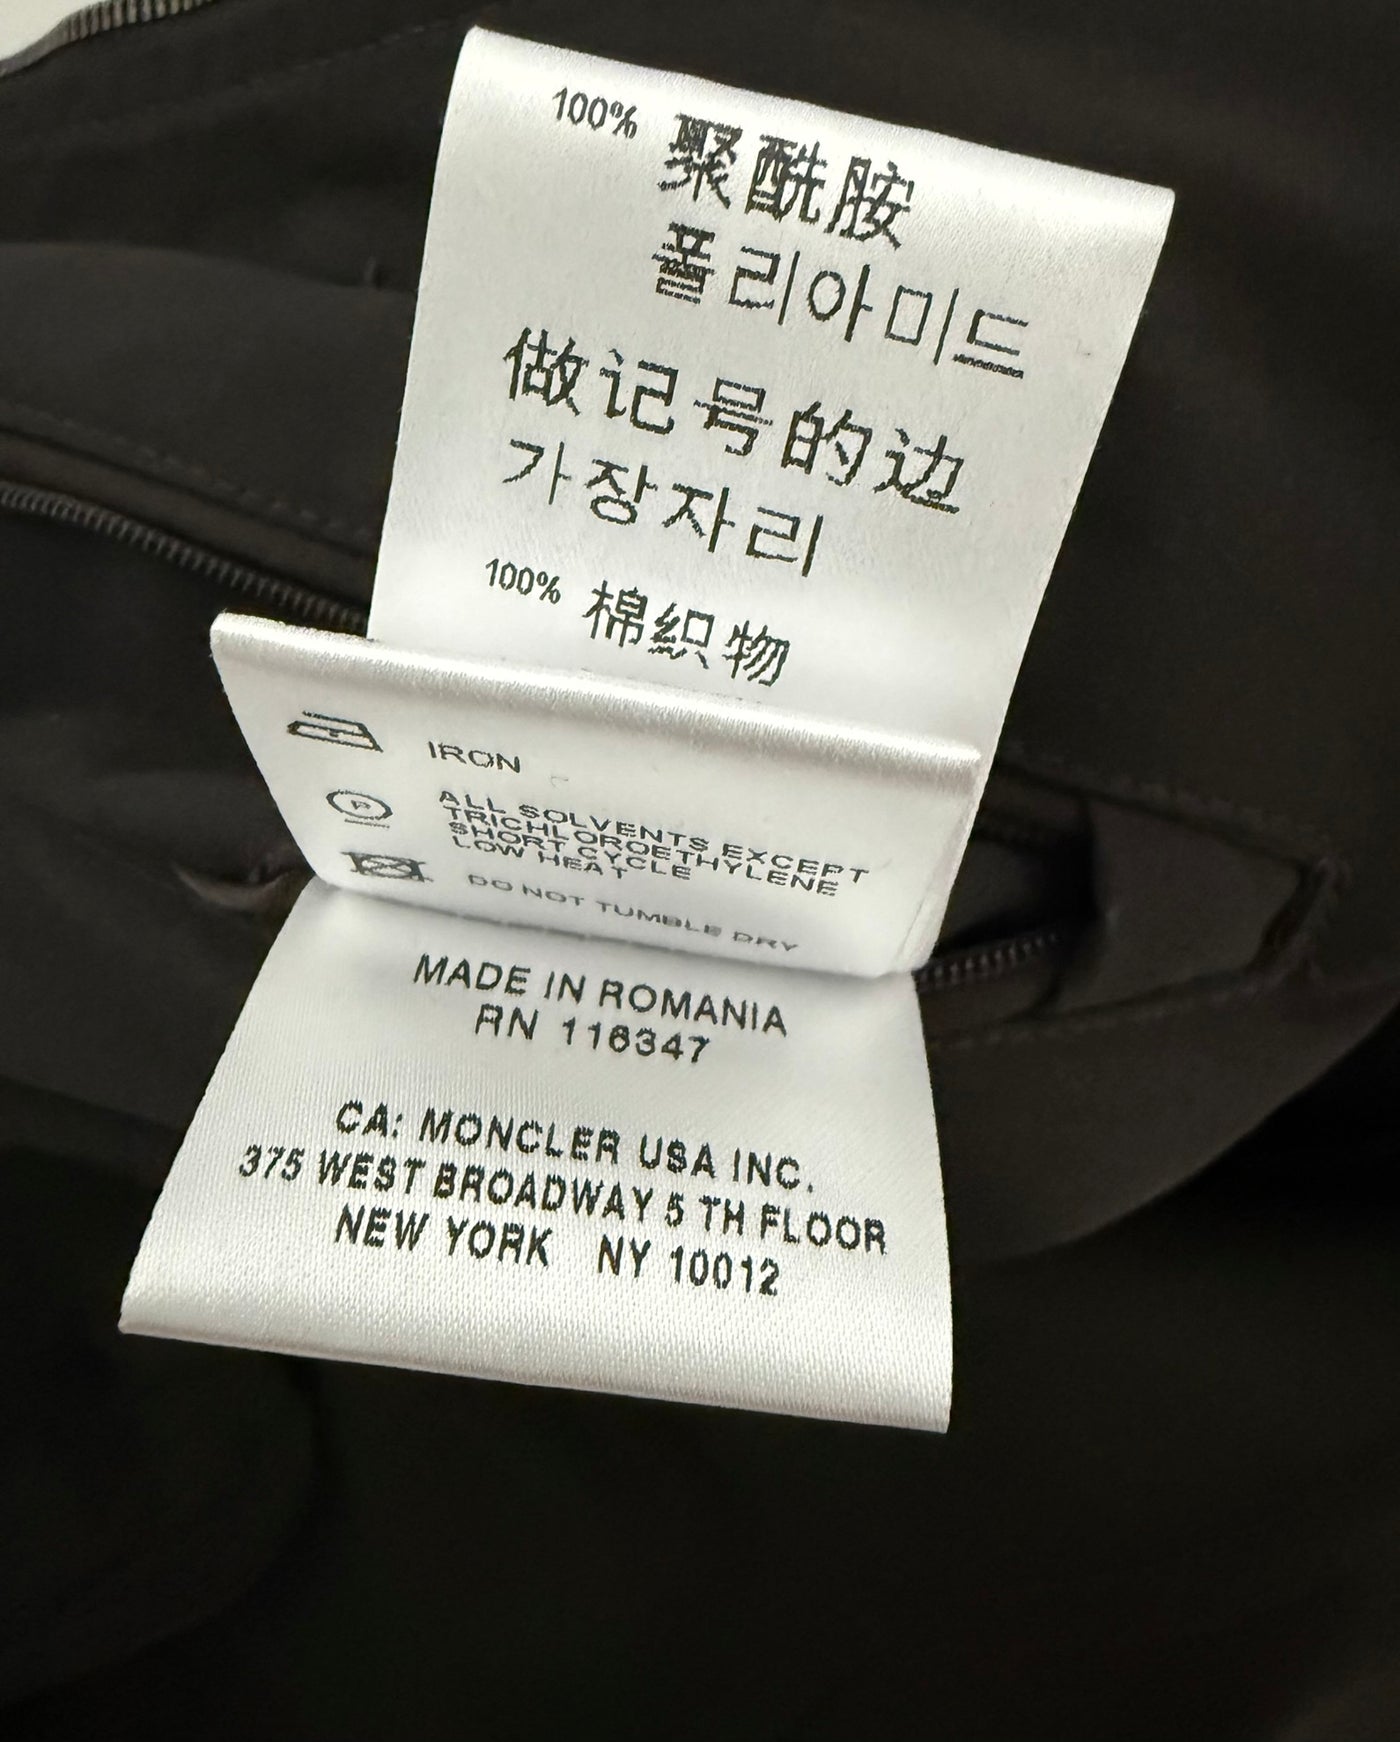 100% 聚酰胺
폴리아미드
做记号的边
가장자리
100% 棉织物
IRON
P
ALL SOLVENTS EXCEPT
TRICHLOROETHYLENE
SHORT CYCLE
LOW HEAT
DO NOT TUMBLE DRY
MADE IN ROMANIA
RN 116347
CA: MONCLER USA INC.
375 WEST BROADWAY 5 TH FLOOR
NEW YORK NY 10012